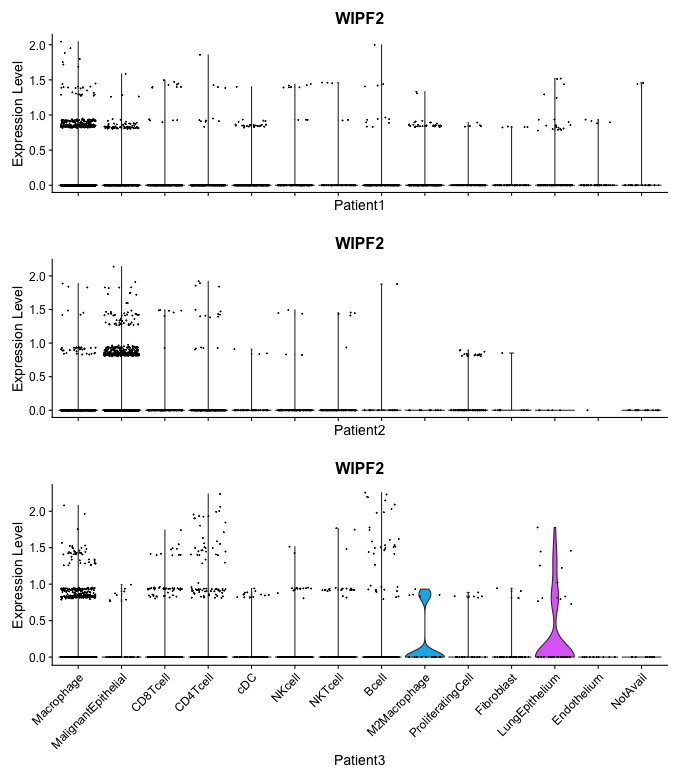 WIPF2
Expression Level
2.0
1.5
1.0
0.5
0.0
Patient1
WIPF2
Expression Level
2.0
1.5
1.0
0.5
0.0
Patient2
WIPF2
Expression Level
2.0
1.5
1.0
0.5
0.0
Macrophage
MalignantEpithelial
CD8Tcell
CD4Tcell
cDC
NKcell
NKTcell
Bcell
M2Macrophage
ProliferatingCell
Fibroblast
LungEpithelium
Endothelium
NotAvail
Patient3